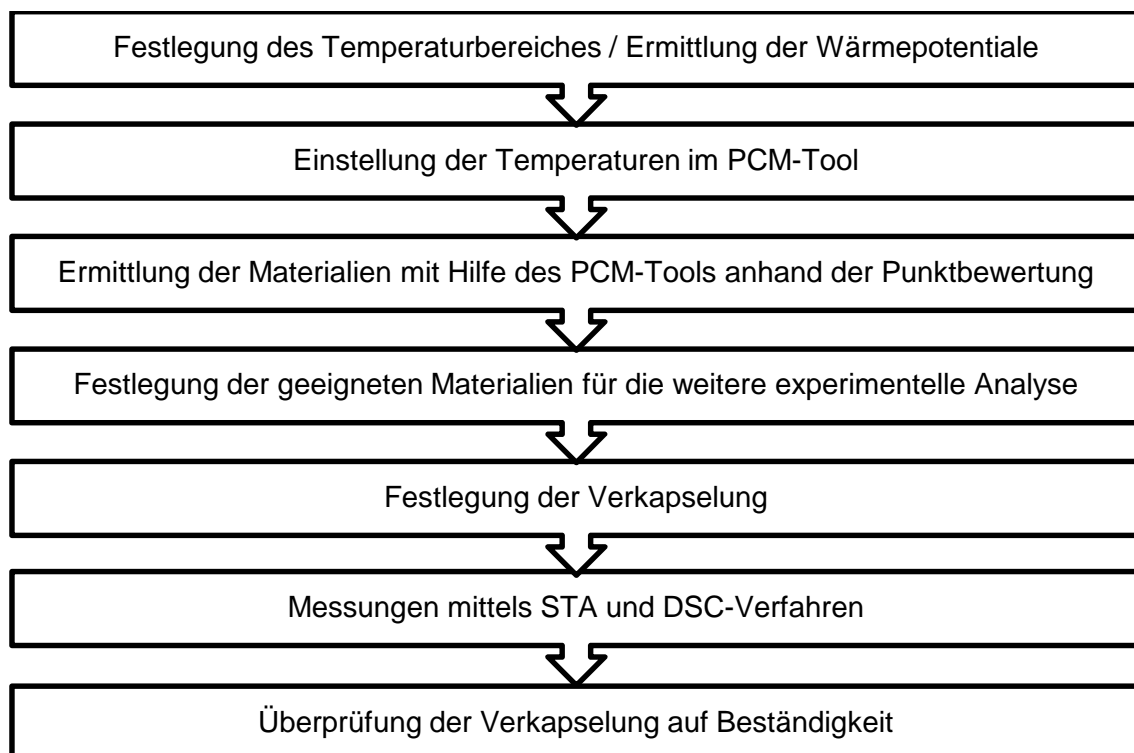 Festlegung des Temperaturbereiches / Ermittlung der Wärmepotentiale
Einstellung der Temperaturen im PCM-Tool
Ermittlung der Materialien mit Hilfe des PCM-Tools anhand der Punktbewertung
Festlegung der geeigneten Materialien für die weitere experimentelle Analyse
Festlegung der Verkapselung
Messungen mittels STA und DSC-Verfahren
Überprüfung der Verkapselung auf Beständigkeit